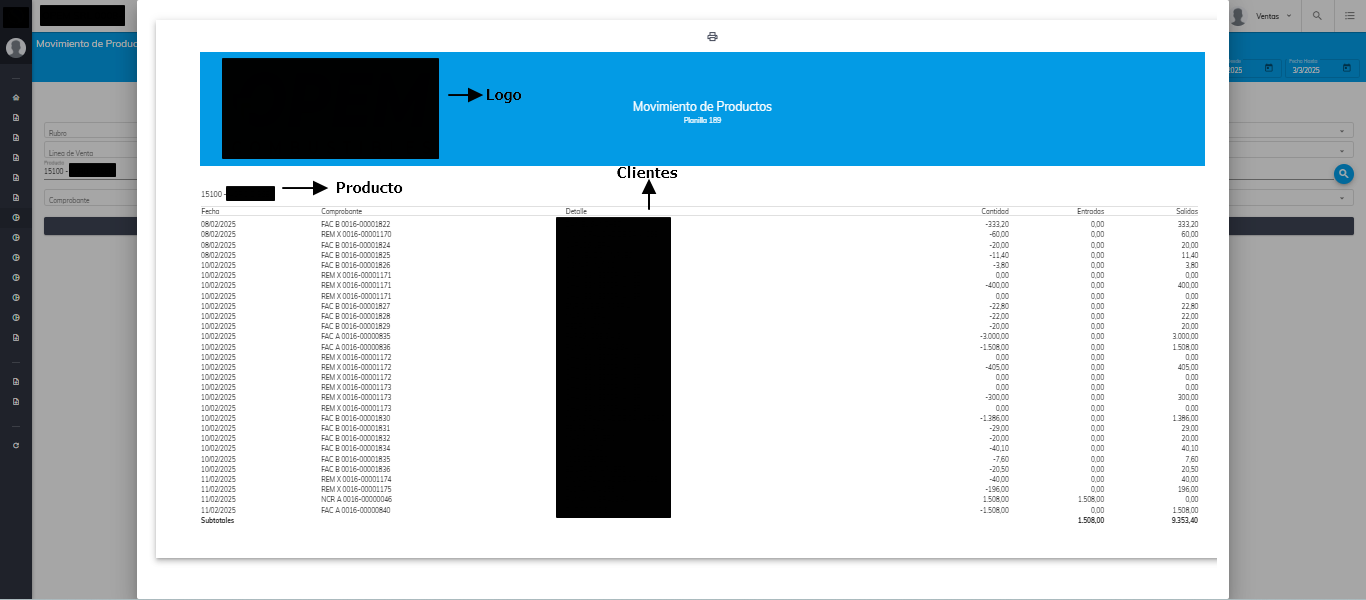 Ventas
Movimiento de Produc
Fecha Hasta
2025
3/3/2025
Rubro
Linea de Venta
Producto
15100 -
Comprobante
Logo
Movimiento de Productos
Planilla 189
Clientes
15100 -
Producto
Fecha Comprobante Detalle Cantidad Entradas Salidas
08/02/2025 FAC B 0016-00001822 -333,20 0,00 333,20
08/02/2025 REM X 0016-00001170 -60,00 0,00 60,00
08/02/2025 FAC B 0016-00001824 -20,00 0,00 20,00
08/02/2025 FAC B 0016-00001825 -11,40 0,00 11,40
10/02/2025 FAC B 0016-00001826 -3,80 0,00 3,80
10/02/2025 REM X 0016-00001171 0,00 0,00 0,00
10/02/2025 REM X 0016-00001171 -400,00 0,00 400,00
10/02/2025 REM X 0016-00001171 0,00 0,00 0,00
10/02/2025 FAC B 0016-00001827 -22,80 0,00 22,80
10/02/2025 FAC B 0016-00001828 -22,00 0,00 22,00
10/02/2025 FAC B 0016-00001829 -20,00 0,00 20,00
10/02/2025 FAC A 0016-00000835 -3.000,00 0,00 3.000,00
10/02/2025 FAC A 0016-00000836 -1.508,00 0,00 1.508,00
10/02/2025 REM X 0016-00001172 0,00 0,00 0,00
10/02/2025 REM X 0016-00001172 -405,00 0,00 405,00
10/02/2025 REM X 0016-00001172 0,00 0,00 0,00
10/02/2025 REM X 0016-00001173 0,00 0,00 0,00
10/02/2025 REM X 0016-00001173 -300,00 0,00 300,00
10/02/2025 REM X 0016-00001173 0,00 0,00 0,00
10/02/2025 FAC B 0016-00001830 -1.386,00 0,00 1.386,00
10/02/2025 FAC B 0016-00001831 -29,00 0,00 29,00
10/02/2025 FAC B 0016-00001832 -20,00 0,00 20,00
10/02/2025 FAC B 0016-00001834 -40,10 0,00 40,10
10/02/2025 FAC B 0016-00001835 -7,60 0,00 7,60
10/02/2025 FAC B 0016-00001836 -20,50 0,00 20,50
11/02/2025 REM X 0016-00001174 -40,00 0,00 40,00
11/02/2025 REM X 0016-00001175 -196,00 0,00 196,00
11/02/2025 NCR A 0016-00000046 1.508,00 1.508,00 0,00
11/02/2025 FAC A 0016-00000840 -1.508,00 0,00 1.508,00
Subtotales 1.508,00 9.353,40